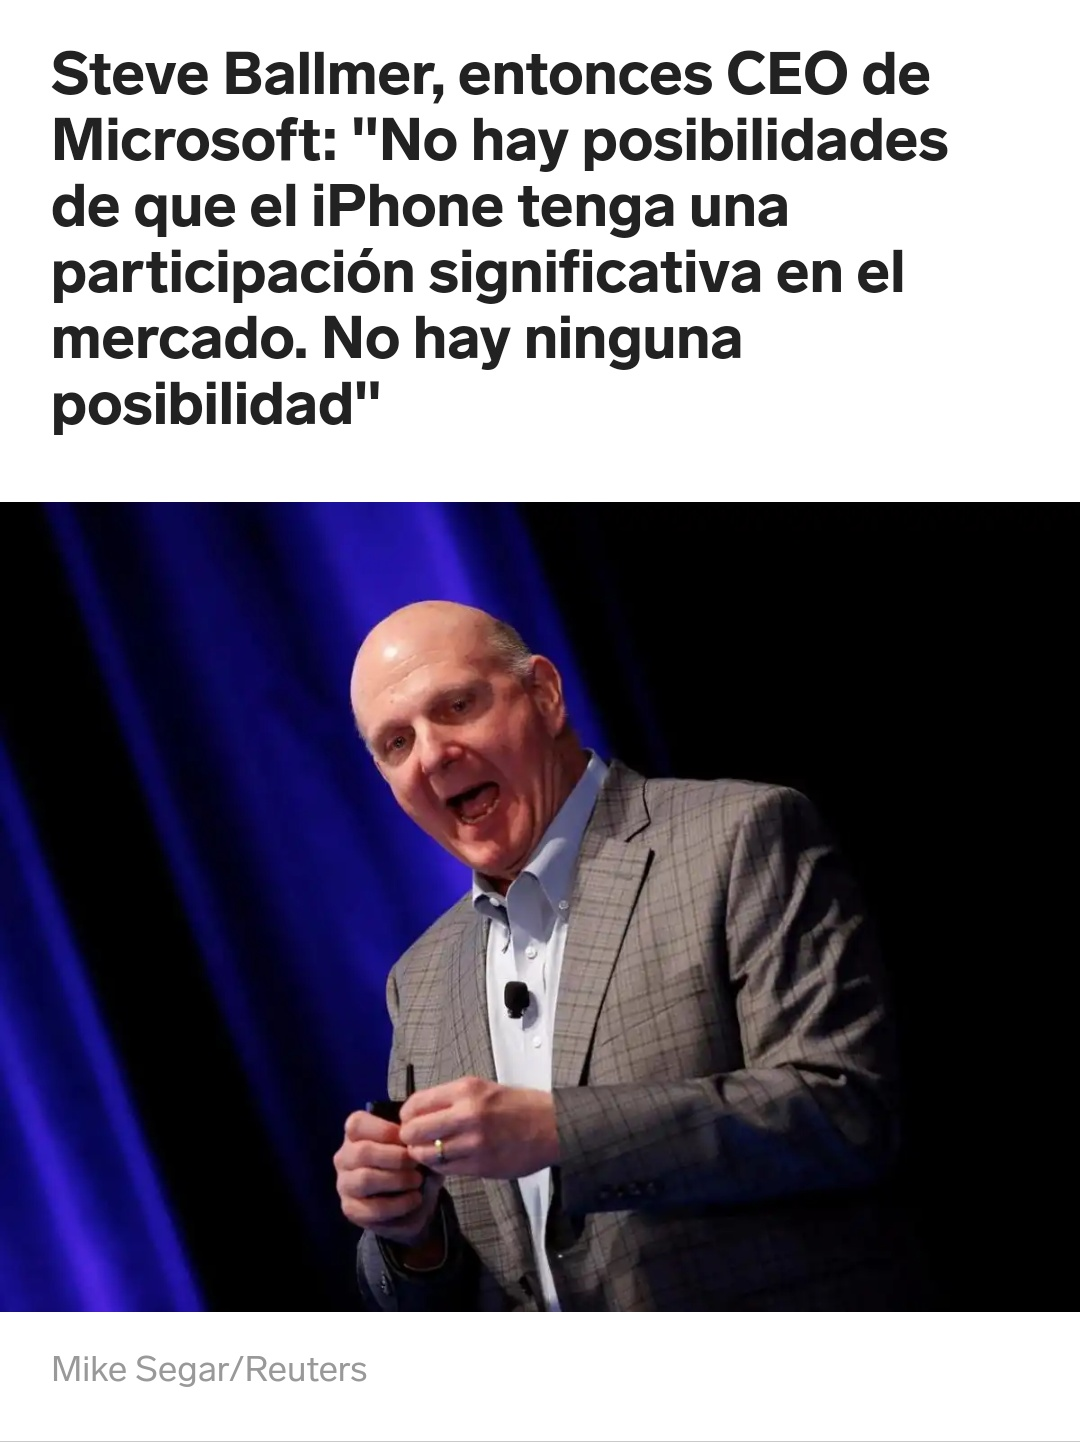 Steve Ballmer, entonces CEO de
Microsoft: "No hay posibilidades
de que el iPhone tenga una
participación significativa en el
mercado. No hay ninguna
posibilidad"
Mike Segar/Reuters